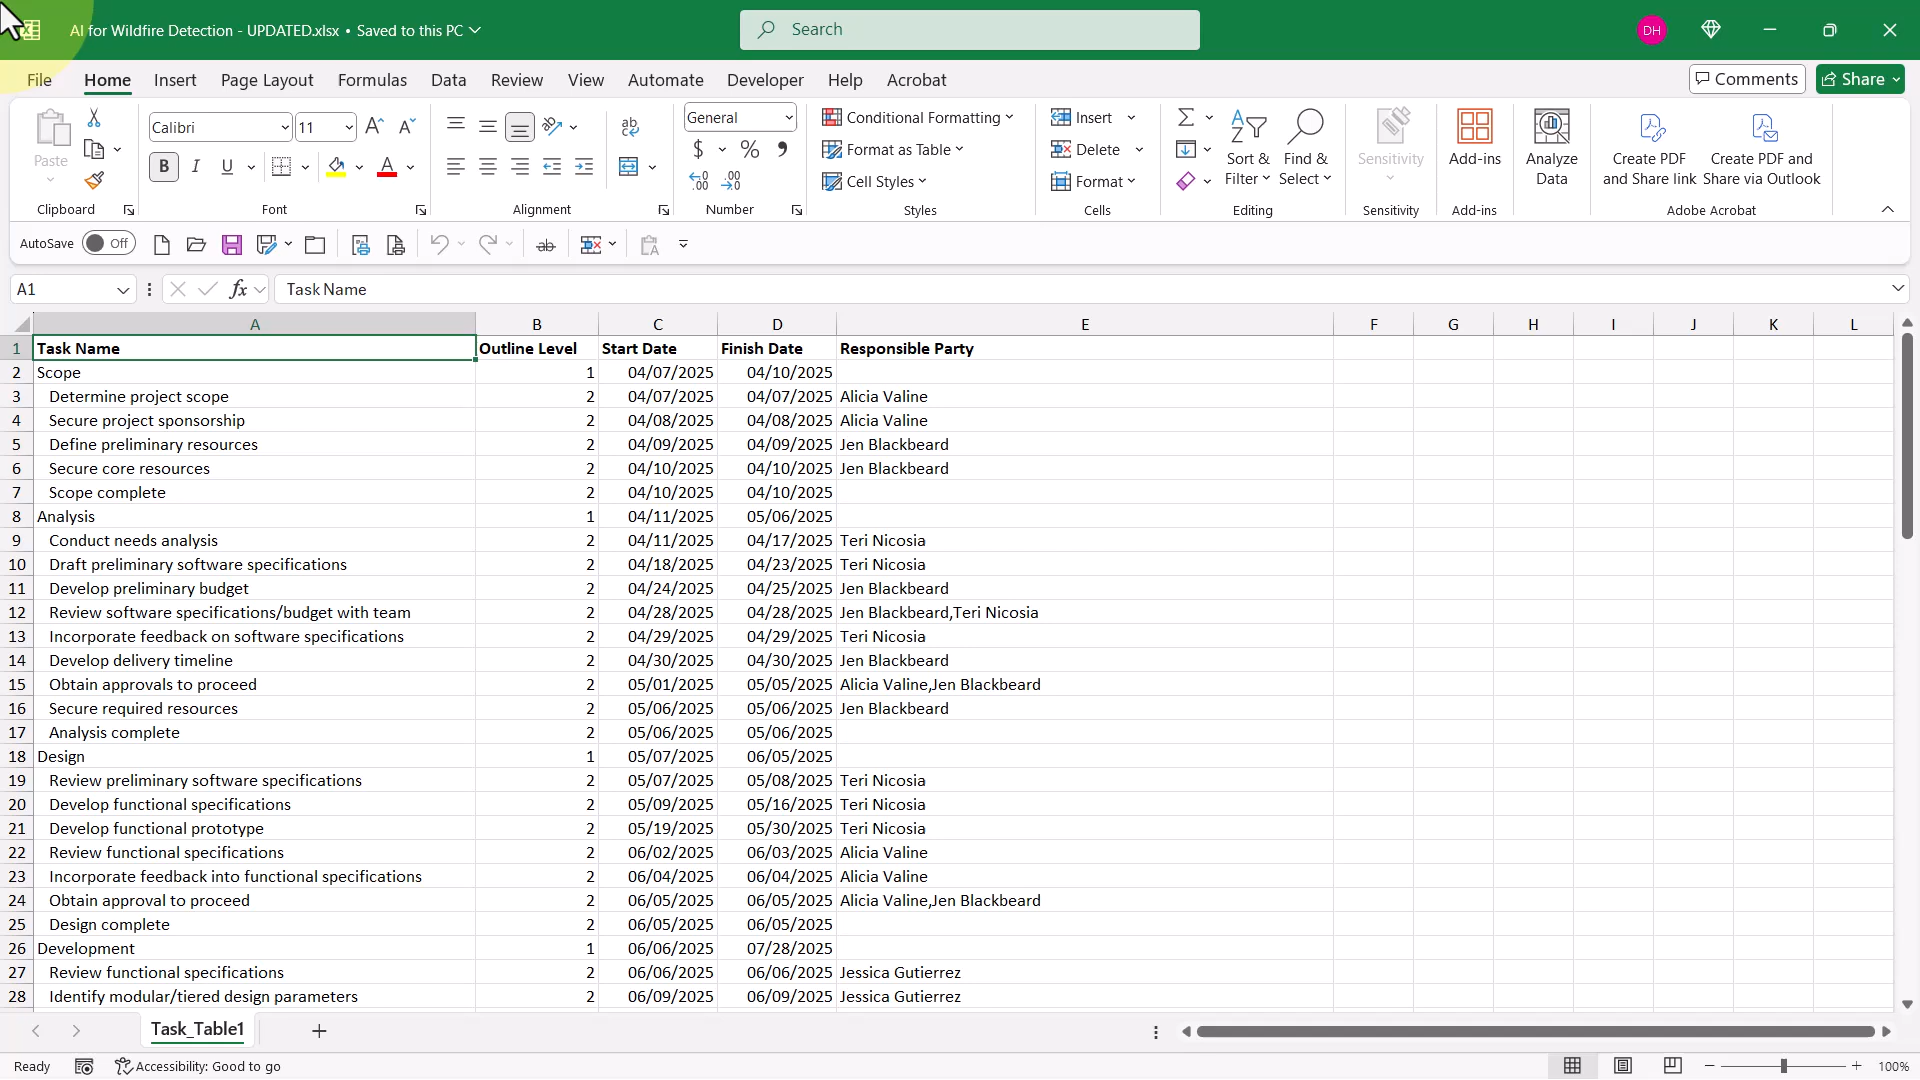 AI for Wildfire Detection - UPDATED.xlsx • Saved to this PC
Search
DH
File Home Insert Page Layout Formulas Data Review View Automate Developer Help Acrobat
Comments Share
Paste
Calibri 11
B I U
General
$ % 9
Conditional Formatting
Format as Table
Cell Styles
Insert
Delete
Format
Sort & Filter
Find & Select
Sensitivity
Add-ins
Analyze Data
Create PDF and Share link
Create PDF and Share via Outlook
Clipboard Font Alignment Number Styles Cells Editing Sensitivity Add-ins Adobe Acrobat
AutoSave Off
A1 fx Task Name
A B C D E F G H I J K L
1 Task Name Outline Level Start Date Finish Date Responsible Party
2 Scope 1 04/07/2025 04/10/2025
3 Determine project scope 2 04/07/2025 04/07/2025 Alicia Valine
4 Secure project sponsorship 2 04/08/2025 04/08/2025 Alicia Valine
5 Define preliminary resources 2 04/09/2025 04/09/2025 Jen Blackbeard
6 Secure core resources 2 04/10/2025 04/10/2025 Jen Blackbeard
7 Scope complete 2 04/10/2025 04/10/2025
8 Analysis 1 04/11/2025 05/06/2025
9 Conduct needs analysis 2 04/11/2025 04/17/2025 Teri Nicosia
10 Draft preliminary software specifications 2 04/18/2025 04/23/2025 Teri Nicosia
11 Develop preliminary budget 2 04/24/2025 04/25/2025 Jen Blackbeard
12 Review software specifications/budget with team 2 04/28/2025 04/28/2025 Jen Blackbeard,Teri Nicosia
13 Incorporate feedback on software specifications 2 04/29/2025 04/29/2025 Teri Nicosia
14 Develop delivery timeline 2 04/30/2025 04/30/2025 Jen Blackbeard
15 Obtain approvals to proceed 2 05/01/2025 05/05/2025 Alicia Valine,Jen Blackbeard
16 Secure required resources 2 05/06/2025 05/06/2025 Jen Blackbeard
17 Analysis complete 2 05/06/2025 05/06/2025
18 Design 1 05/07/2025 06/05/2025
19 Review preliminary software specifications 2 05/07/2025 05/08/2025 Teri Nicosia
20 Develop functional specifications 2 05/09/2025 05/16/2025 Teri Nicosia
21 Develop functional prototype 2 05/19/2025 05/30/2025 Teri Nicosia
22 Review functional specifications 2 06/02/2025 06/03/2025 Alicia Valine
23 Incorporate feedback into functional specifications 2 06/04/2025 06/04/2025 Alicia Valine
24 Obtain approval to proceed 2 06/05/2025 06/05/2025 Alicia Valine,Jen Blackbeard
25 Design complete 2 06/05/2025 06/05/2025
26 Development 1 06/06/2025 07/28/2025
27 Review functional specifications 2 06/06/2025 06/06/2025 Jessica Gutierrez
28 Identify modular/tiered design parameters 2 06/09/2025 06/09/2025 Jessica Gutierrez
Task_Table1
Ready Accessibility: Good to go 100%